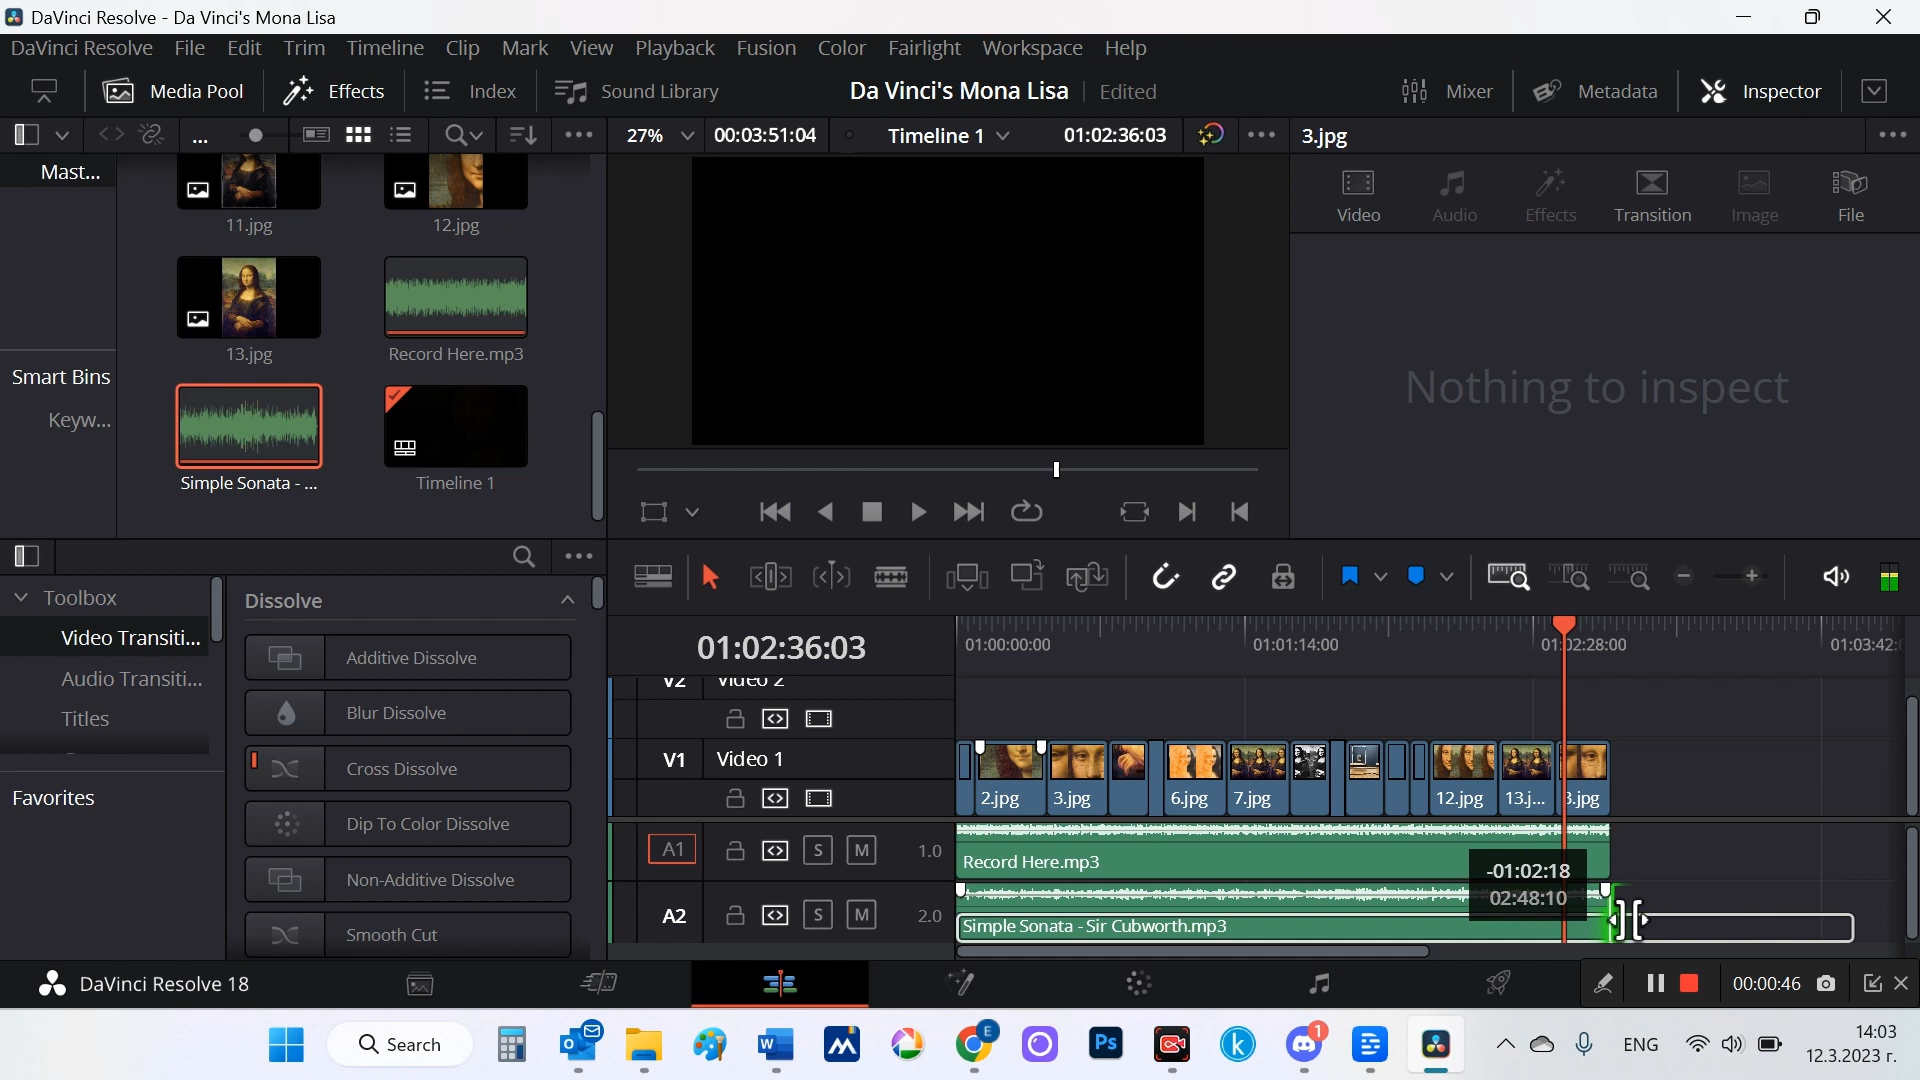 DaVinci Resolve - Da Vinci's Mona Lisa
DaVinci Resolve File Edit Trim Timeline Clip Mark View Playback Fusion Color Fairlight Workspace Help
Media Pool Effects Index Sound Library Da Vinci's Mona Lisa Edited Mixer Metadata Inspector
... 27% 00:03:51:04 Timeline 1 01:02:36:03 3.jpg
Mast...
Video Audio Effects Transition Image File
11.jpg 12.jpg
13.jpg Record Here.mp3
Smart Bins
Nothing to inspect
Keyw...
Simple Sonata - ... Timeline 1
Toolbox
Dissolve
Video Transiti...
Additive Dissolve
Audio Transiti...
Blur Dissolve
Titles
Cross Dissolve
Favorites
Dip To Color Dissolve
Non-Additive Dissolve
Smooth Cut
01:02:36:03 01:00:00:00 01:01:14:00 01:02:28:00 01:03:42:
V2 Video 2
V1 Video 1
2.jpg 3.jpg 6.jpg 7.jpg 12.jpg 13.j... 3.jpg
A1 S M 1.0 Record Here.mp3
-01:02:18
02:48:10
A2 S M 2.0 Simple Sonata - Sir Cubworth.mp3
DaVinci Resolve 18 00:00:46
Search E W Ps k 1 ENG
14:03
12.3.2023 г.